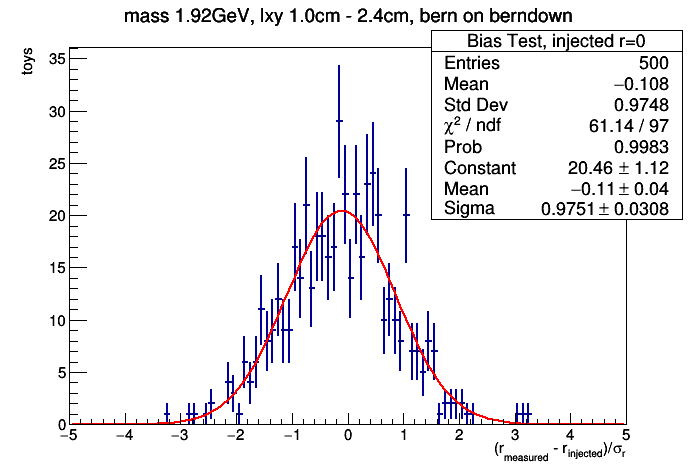 mass 1.92GeV, lxy 1.0cm - 2.4cm, bern on berndown
Bias Test, injected r=0
Entries 500
Mean −0.108
Std Dev 0.9748
χ² / ndf 61.14 / 97
Prob 0.9983
Constant 20.46 ± 1.12
Mean −0.11 ± 0.04
Sigma 0.9751 ± 0.0308
toys
35
30
25
20
15
10
5
0
−5 −4 −3 −2 −1 0 1 2 3 4 5
(r_measured - r_injected)/σ_r